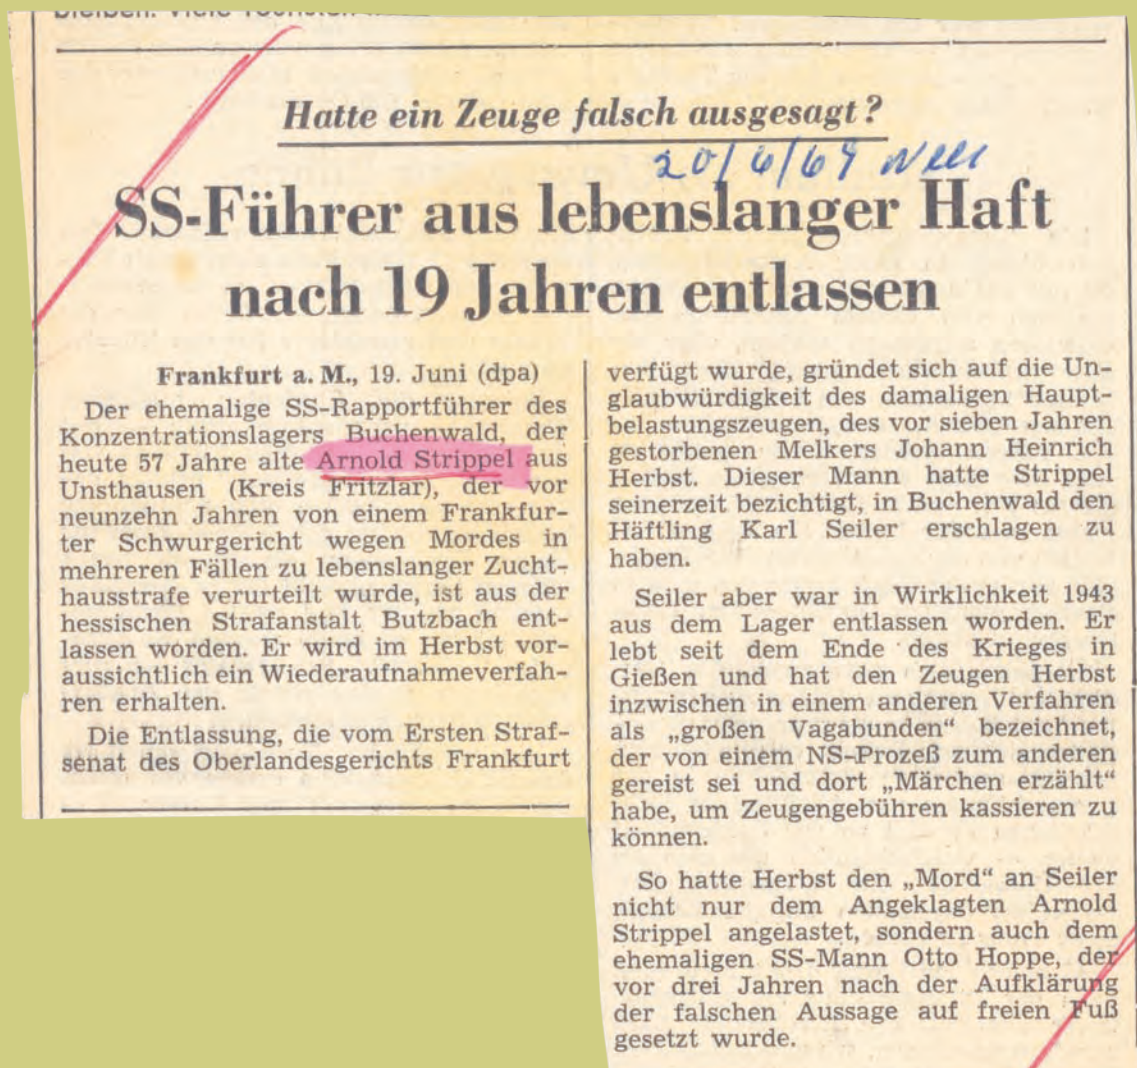 Hatte ein Zeuge falsch ausgesagt?
20/6/69
SS-Führer aus lebenslanger Haft
nach 19 Jahren entlassen
Frankfurt a. M., 19. Juni (dpa)
Der ehemalige SS-Rapportführer des
Konzentrationslagers Buchenwald, der
heute 57 Jahre alte Arnold Strippel aus
Unsthausen (Kreis Fritzlar), der vor
neunzehn Jahren von einem Frankfur-
ter Schwurgericht wegen Mordes in
mehreren Fällen zu lebenslanger Zucht-
hausstrafe verurteilt wurde, ist aus der
hessischen Strafanstalt Butzbach ent-
lassen worden. Er wird im Herbst vor-
aussichtlich ein Wiederaufnahmeverfah-
ren erhalten.
Die Entlassung, die vom Ersten Straf-
senat des Oberlandesgerichts Frankfurt
verfügt wurde, gründet sich auf die Un-
glaubwürdigkeit des damaligen Haupt-
belastungszeugen, des vor sieben Jahren
gestorbenen Melkers Johann Heinrich
Herbst. Dieser Mann hatte Strippel
seinerzeit bezichtigt, in Buchenwald den
Häftling Karl Seiler erschlagen zu
haben.
Seiler aber war in Wirklichkeit 1943
aus dem Lager entlassen worden. Er
lebt seit dem Ende des Krieges in
Gießen und hat den Zeugen Herbst
inzwischen in einem anderen Verfahren
als „großen Vagabunden“ bezeichnet,
der von einem NS-Prozeß zum anderen
gereist sei und dort „Märchen erzählt“
habe, um Zeugengebühren kassieren zu
können.
So hatte Herbst den „Mord“ an Seiler
nicht nur dem Angeklagten Arnold
Strippel angelastet, sondern auch dem
ehemaligen SS-Mann Otto Hoppe, der
vor drei Jahren nach der Aufklärung
der falschen Aussage auf freien Fuß
gesetzt wurde.